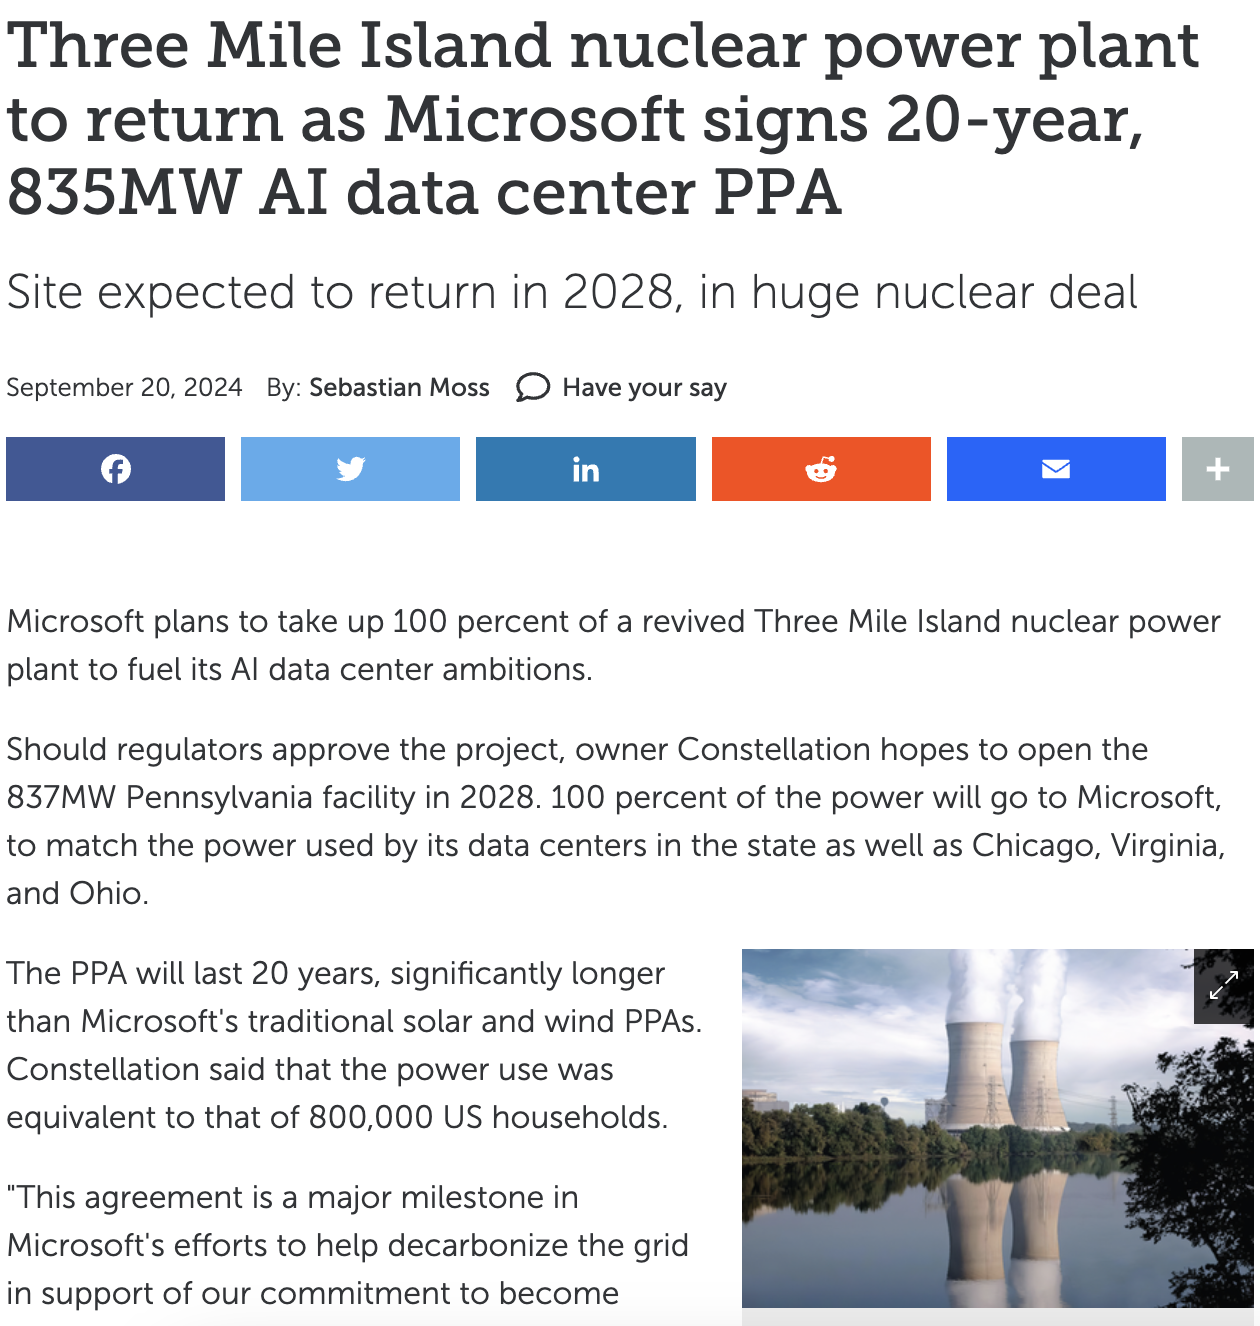 Three Mile Island nuclear power plant
to return as Microsoft signs 20-year,
835MW AI data center PPA
Site expected to return in 2028, in huge nuclear deal
September 20, 2024 By: Sebastian Moss Have your say
Microsoft plans to take up 100 percent of a revived Three Mile Island nuclear power
plant to fuel its AI data center ambitions.
Should regulators approve the project, owner Constellation hopes to open the
837MW Pennsylvania facility in 2028. 100 percent of the power will go to Microsoft,
to match the power used by its data centers in the state as well as Chicago, Virginia,
and Ohio.
The PPA will last 20 years, significantly longer
than Microsoft's traditional solar and wind PPAs.
Constellation said that the power use was
equivalent to that of 800,000 US households.
"This agreement is a major milestone in
Microsoft's efforts to help decarbonize the grid
in support of our commitment to become